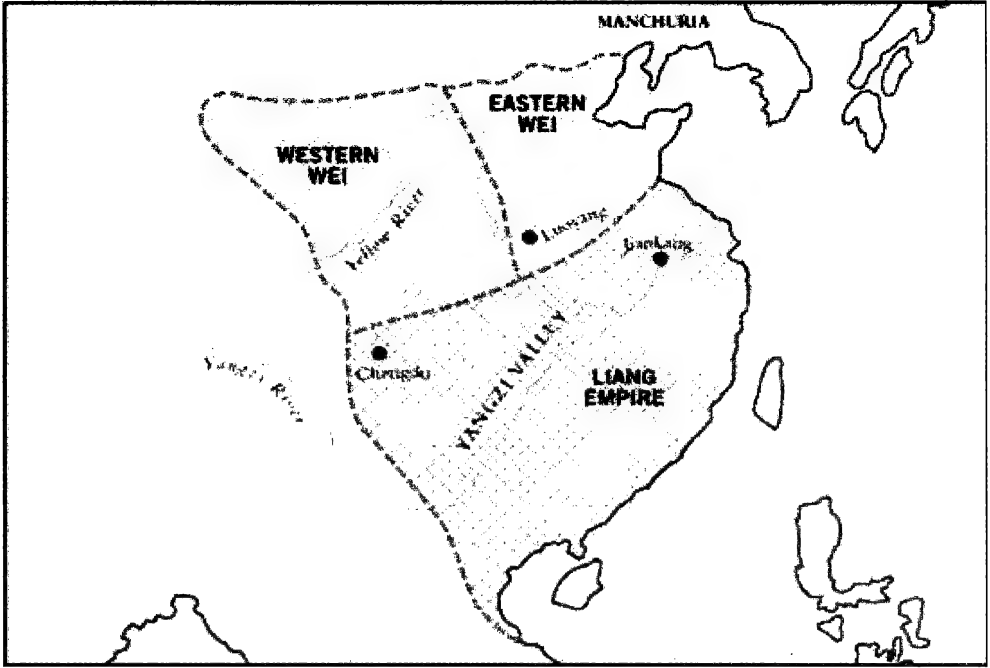 MANCHURIA
EASTERN
WEI
WESTERN
WEI
Yellow River
Luoyang
JianKang
Chengdu
Yangzi River
YANGZI VALLEY
LIANG
EMPIRE